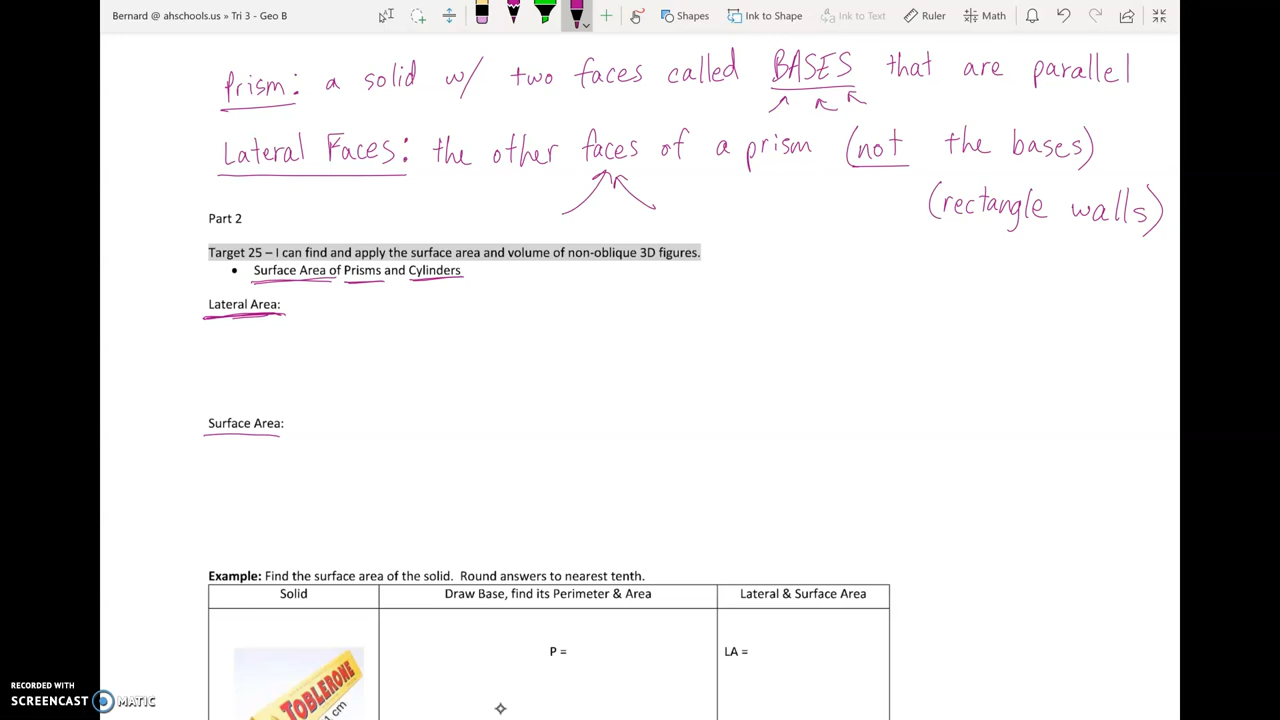 Bernard @ ahschools.us » Tri 3 - Geo B
Shapes
Ink to Shape
Ink to Text
Ruler
Math
Prism: a solid w/ two faces called BASES that are parallel
Lateral Faces: the other faces of a prism (not the bases)
(rectangle walls)
Part 2
Target 25 – I can find and apply the surface area and volume of non-oblique 3D figures.
• Surface Area of Prisms and Cylinders
Lateral Area:
Surface Area:
Example: Find the surface area of the solid. Round answers to nearest tenth.
Solid
Draw Base, find its Perimeter & Area
Lateral & Surface Area
P =
LA =
TOBLERONE
cm
RECORDED WITH
SCREENCAST MATIC